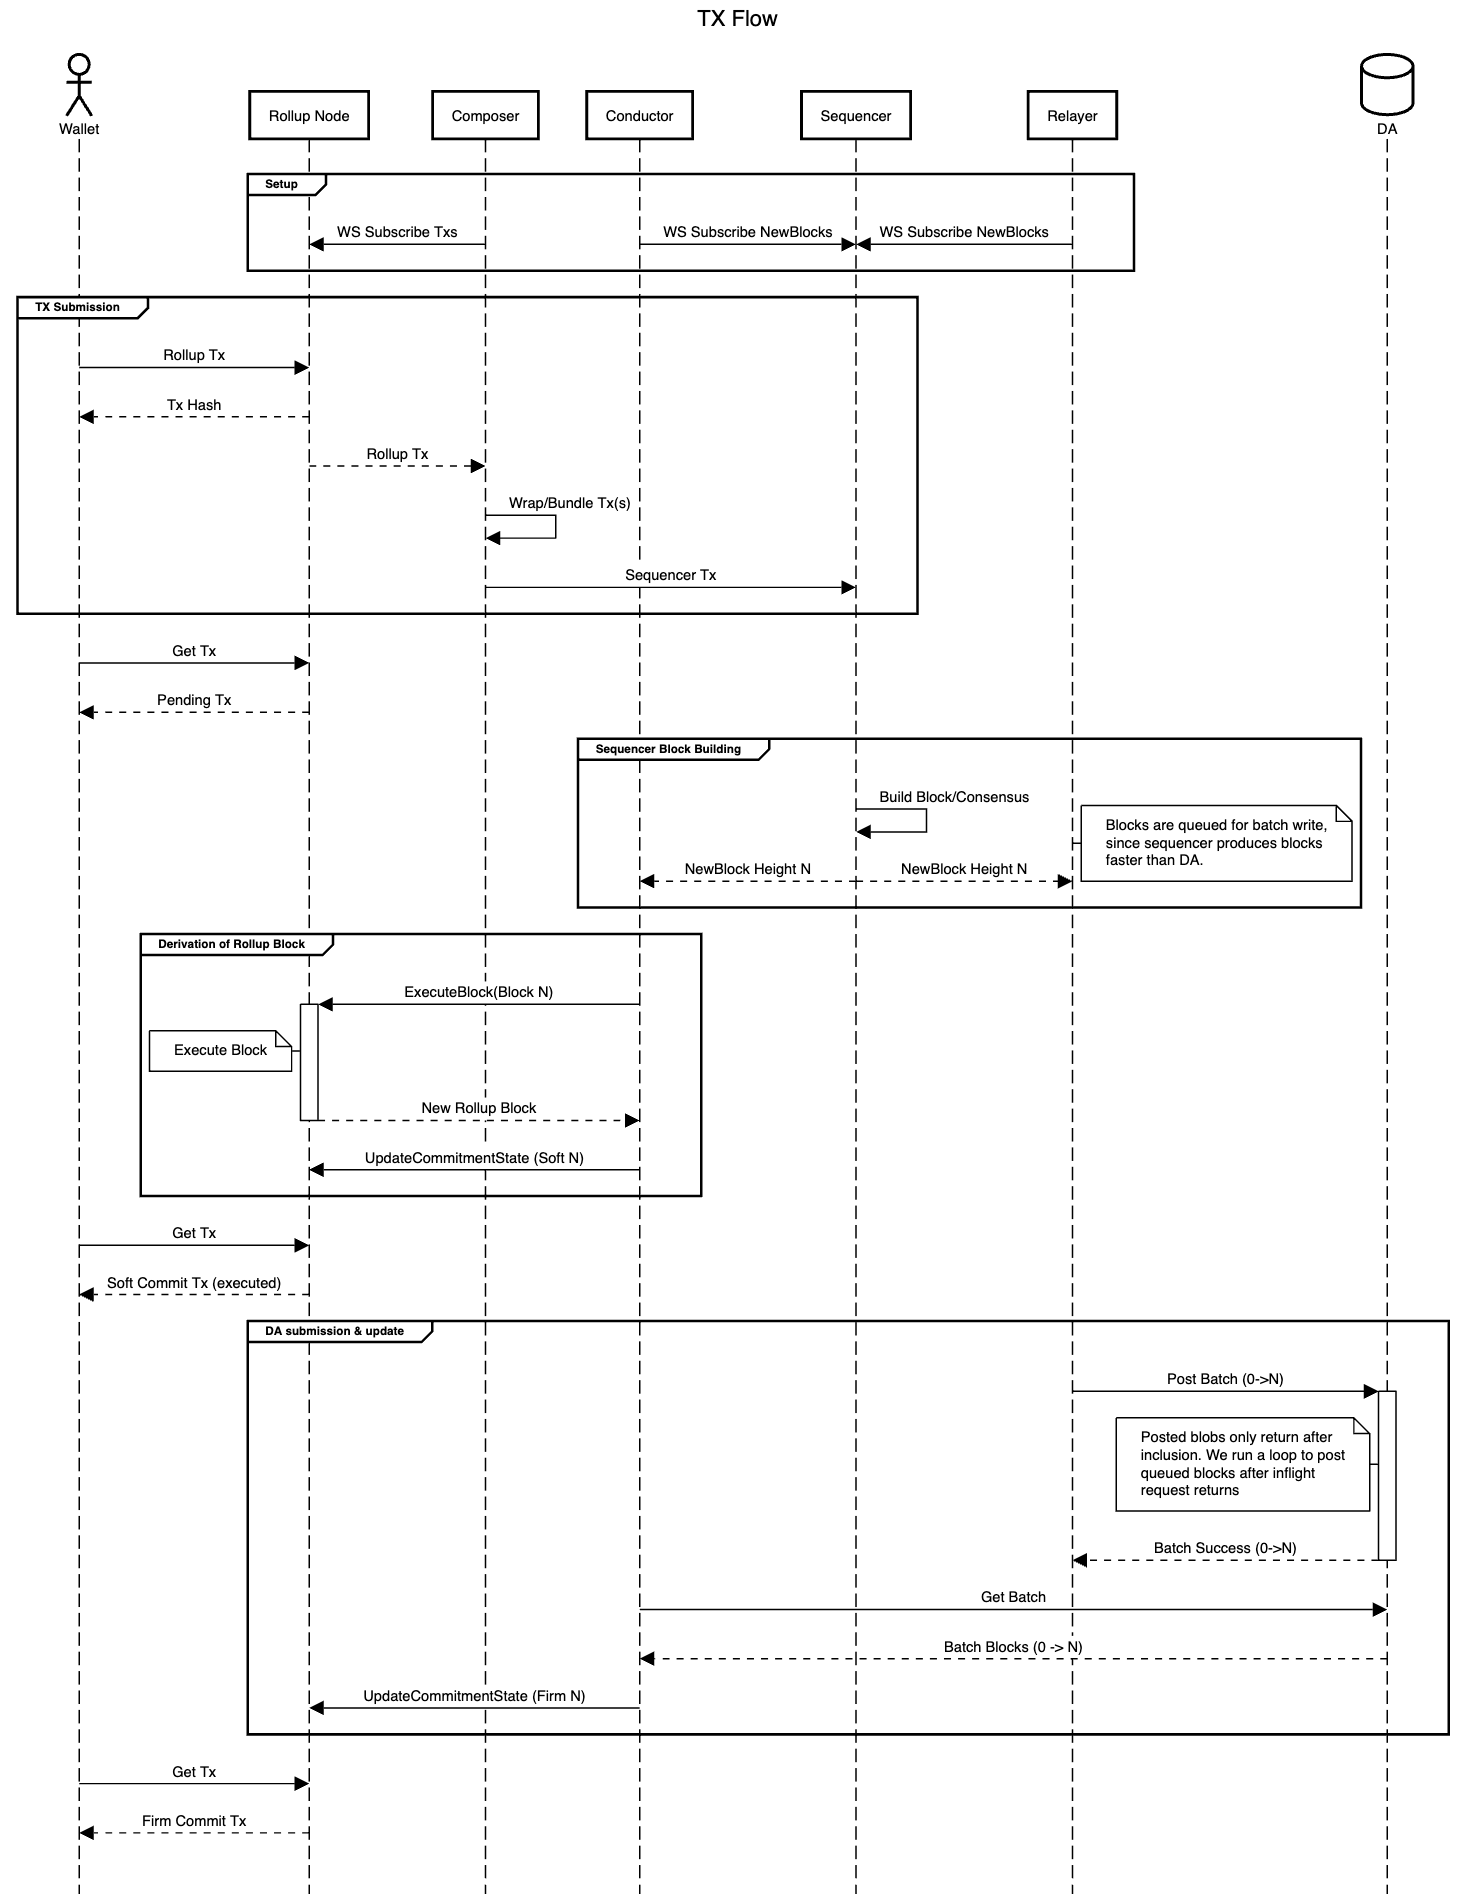 TX Flow
Wallet
Rollup Node
Composer
Conductor
Sequencer
Relayer
DA
Setup
WS Subscribe Txs
WS Subscribe NewBlocks
WS Subscribe NewBlocks
TX Submission
Rollup Tx
Tx Hash
Rollup Tx
Wrap/Bundle Tx(s)
Sequencer Tx
Get Tx
Pending Tx
Sequencer Block Building
Build Block/Consensus
Blocks are queued for batch write,
since sequencer produces blocks
faster than DA.
NewBlock Height N
NewBlock Height N
Derivation of Rollup Block
ExecuteBlock(Block N)
Execute Block
New Rollup Block
UpdateCommitmentState (Soft N)
Get Tx
Soft Commit Tx (executed)
DA submission & update
Post Batch (0->N)
Posted blobs only return after
inclusion. We run a loop to post
queued blocks after inflight
request returns
Batch Success (0->N)
Get Batch
Batch Blocks (0 -> N)
UpdateCommitmentState (Firm N)
Get Tx
Firm Commit Tx